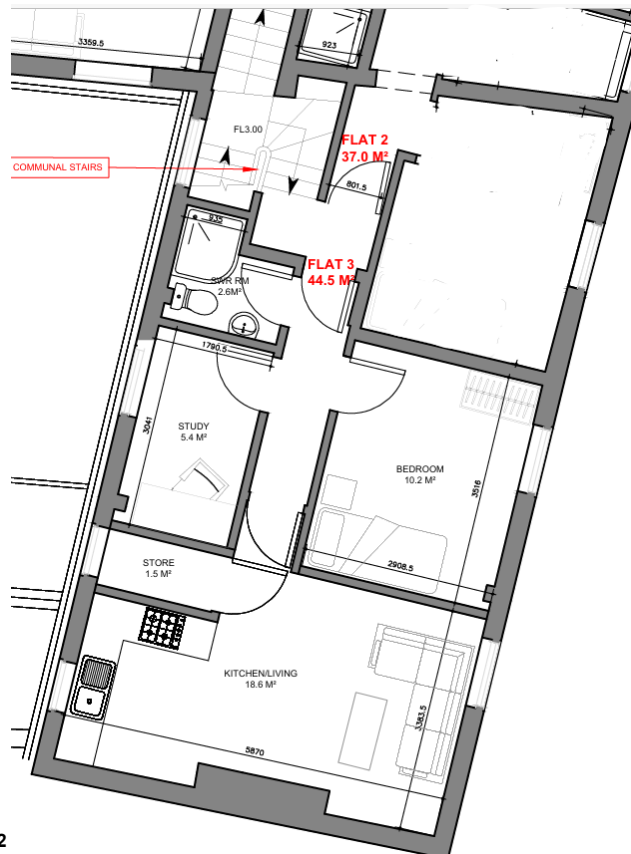 3359.5
923
FL3.00
FLAT 2
37.0 M²
COMMUNAL STAIRS
801.5
935
FLAT 3
44.5 M²
SWR RM
2.6M²
1790.5
STUDY
5.4 M²
3041
BEDROOM
10.2 M²
3516
STORE
1.5 M²
2908.5
KITCHEN/LIVING
18.6 M²
3383.5
5870
2